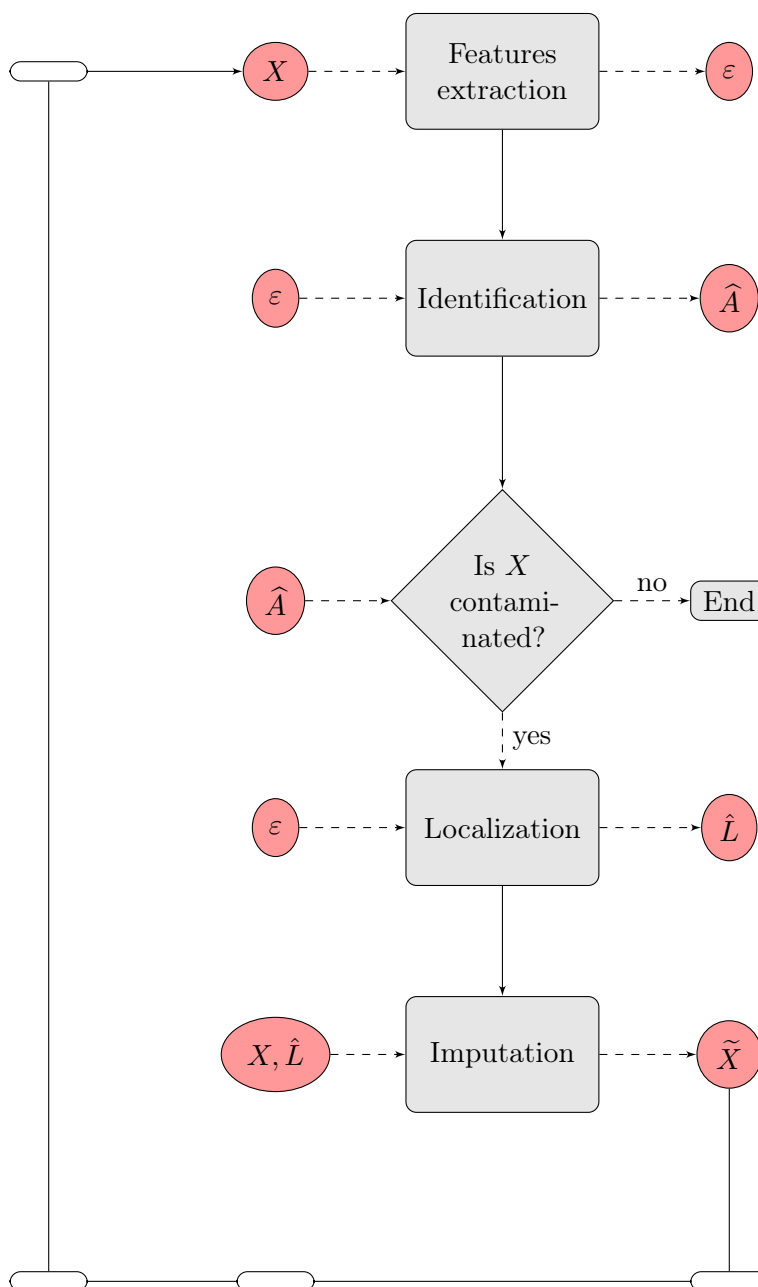 X
Features
extraction
ε
ε
Identification
Â
Â
Is X
contami-
nated?
no
End
yes
ε
Localization
L̂
X, L̂
Imputation
X̃